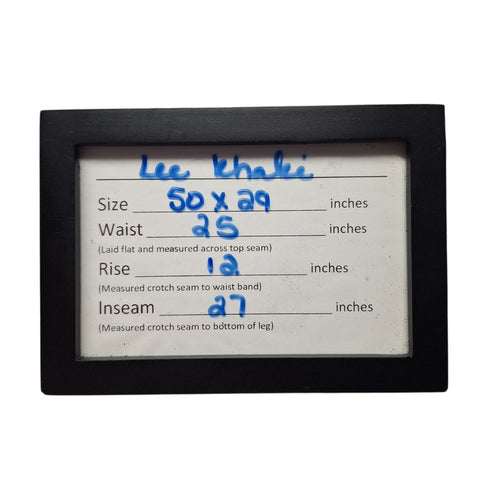 Lee Khaki
Size 50 x 29 inches
Waist 25 inches
(Laid flat and measured across top seam)
Rise 12 inches
(Measured crotch seam to waist band)
Inseam 27 inches
(Measured crotch seam to bottom of leg)